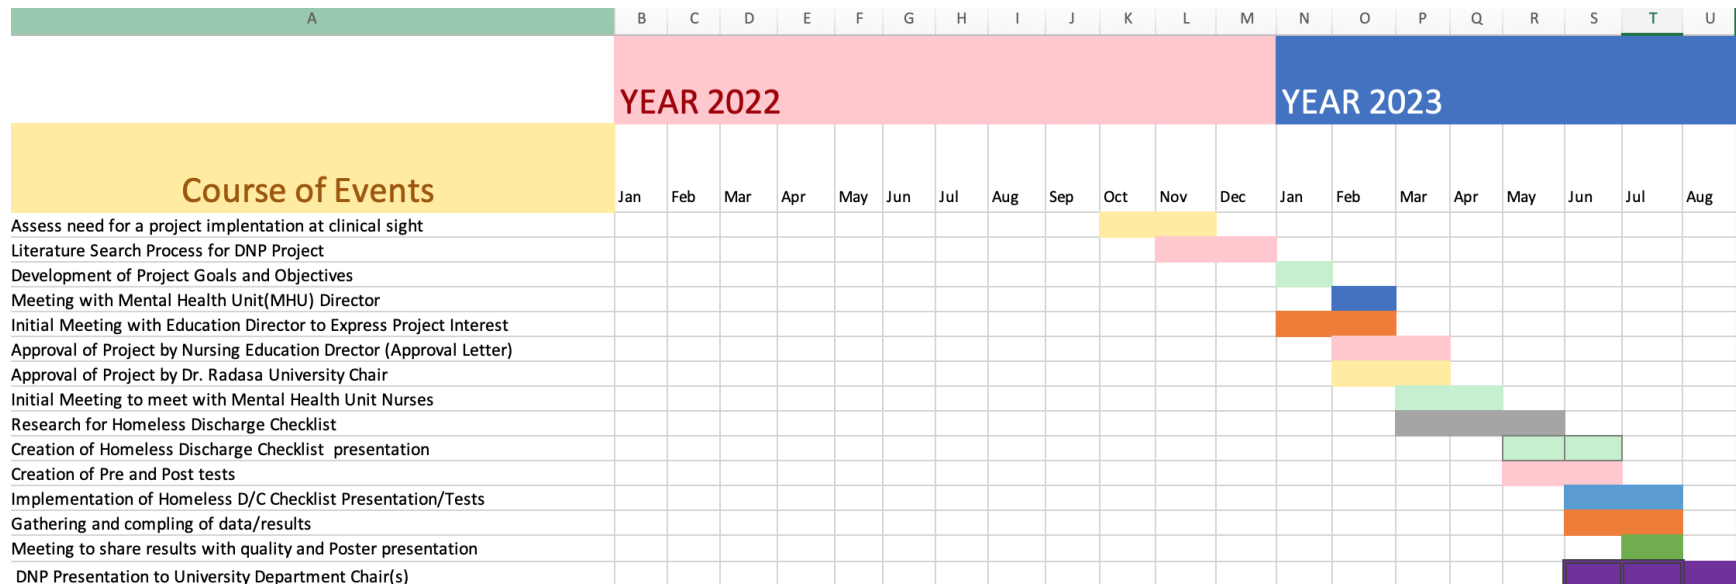 A B C D E F G H I J K L M N O P Q R S T U
YEAR 2022 YEAR 2023
Course of Events Jan Feb Mar Apr May Jun Jul Aug Sep Oct Nov Dec Jan Feb Mar Apr May Jun Jul Aug
Assess need for a project implentation at clinical sight
Literature Search Process for DNP Project
Development of Project Goals and Objectives
Meeting with Mental Health Unit(MHU) Director
Initial Meeting with Education Director to Express Project Interest
Approval of Project by Nursing Education Drector (Approval Letter)
Approval of Project by Dr. Radasa University Chair
Initial Meeting to meet with Mental Health Unit Nurses
Research for Homeless Discharge Checklist
Creation of Homeless Discharge Checklist presentation
Creation of Pre and Post tests
Implementation of Homeless D/C Checklist Presentation/Tests
Gathering and compling of data/results
Meeting to share results with quality and Poster presentation
DNP Presentation to University Department Chair(s)